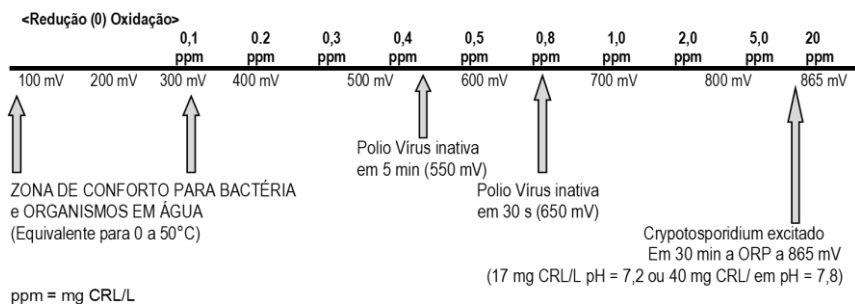 <Redução (0) Oxidação>
0,1 0.2 0,3 0,4 0,5 0,8 1,0 2,0 5,0 20
ppm ppm ppm ppm ppm ppm ppm ppm ppm ppm
100 mV 200 mV 300 mV 400 mV 500 mV 600 mV 700 mV 800 mV 865 mV
Polio Vírus inativa
em 5 min (550 mV)
ZONA DE CONFORTO PARA BACTÉRIA
e ORGANISMOS EM ÁGUA
(Equivalente para 0 a 50°C)
Polio Vírus inativa
em 30 s (650 mV)
Crypotosporidium excitado
Em 30 min a ORP a 865 mV
(17 mg CRL/L pH = 7,2 ou 40 mg CRL/ em pH = 7,8)
ppm = mg CRL/L